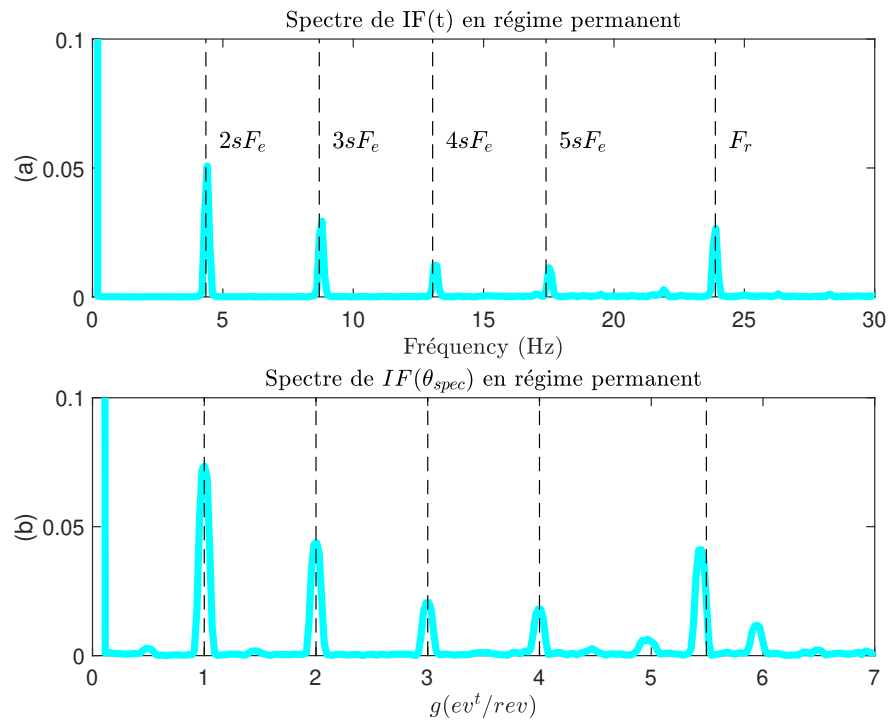 Spectre de IF(t) en régime permanent
0.1
0.05
0
(a)
2sF_e
3sF_e
4sF_e
5sF_e
F_r
0 5 10 15 20 25 30
Fréquency (Hz)
Spectre de IF(θ_spec) en régime permanent
0.1
0.05
0
(b)
0 1 2 3 4 5 6 7
g(ev^t/rev)